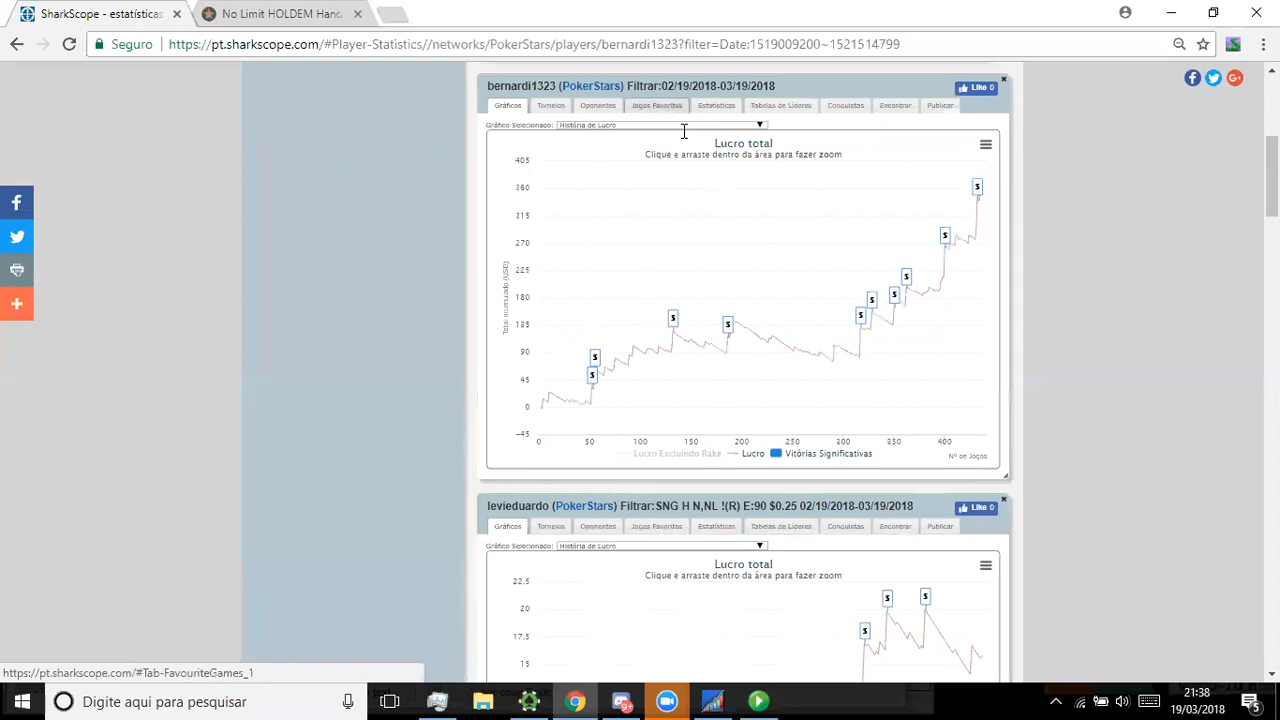 SharkScope - estatísticas
No Limit HOLDEM Hand
Seguro
https://pt.sharkscope.com/#Player-Statistics//networks/PokerStars/players/bernardi1323?filter=Date:1519009200~1521514799
bernardi1323 (PokerStars) Filtrar:02/19/2018-03/19/2018
Like 0
Gráficos Torneios Oponentes Jogos Favoritos Estatísticas Tabelas de Líderes Conquistas Encontrar Publicar
Gráfico Selecionado: História de Lucro
Lucro total
Clique e arraste dentro da área para fazer zoom
405
360
315
270
225
180
135
90
45
0
-45
Total acumulado (USD)
0 50 100 150 200 250 300 350 400
Nº de Jogos
Lucro Excluindo Rake Lucro Vitórias Significativas
levieduardo (PokerStars) Filtrar:SNG H N,NL !(R) E:90 $0.25 02/19/2018-03/19/2018
Like 0
Gráficos Torneios Oponentes Jogos Favoritos Estatísticas Tabelas de Líderes Conquistas Encontrar Publicar
Gráfico Selecionado: História de Lucro
Lucro total
Clique e arraste dentro da área para fazer zoom
22.5
20
17.5
15
https://pt.sharkscope.com/#Tab-FavouriteGames_1
Digite aqui para pesquisar
21:38
19/03/2018
5